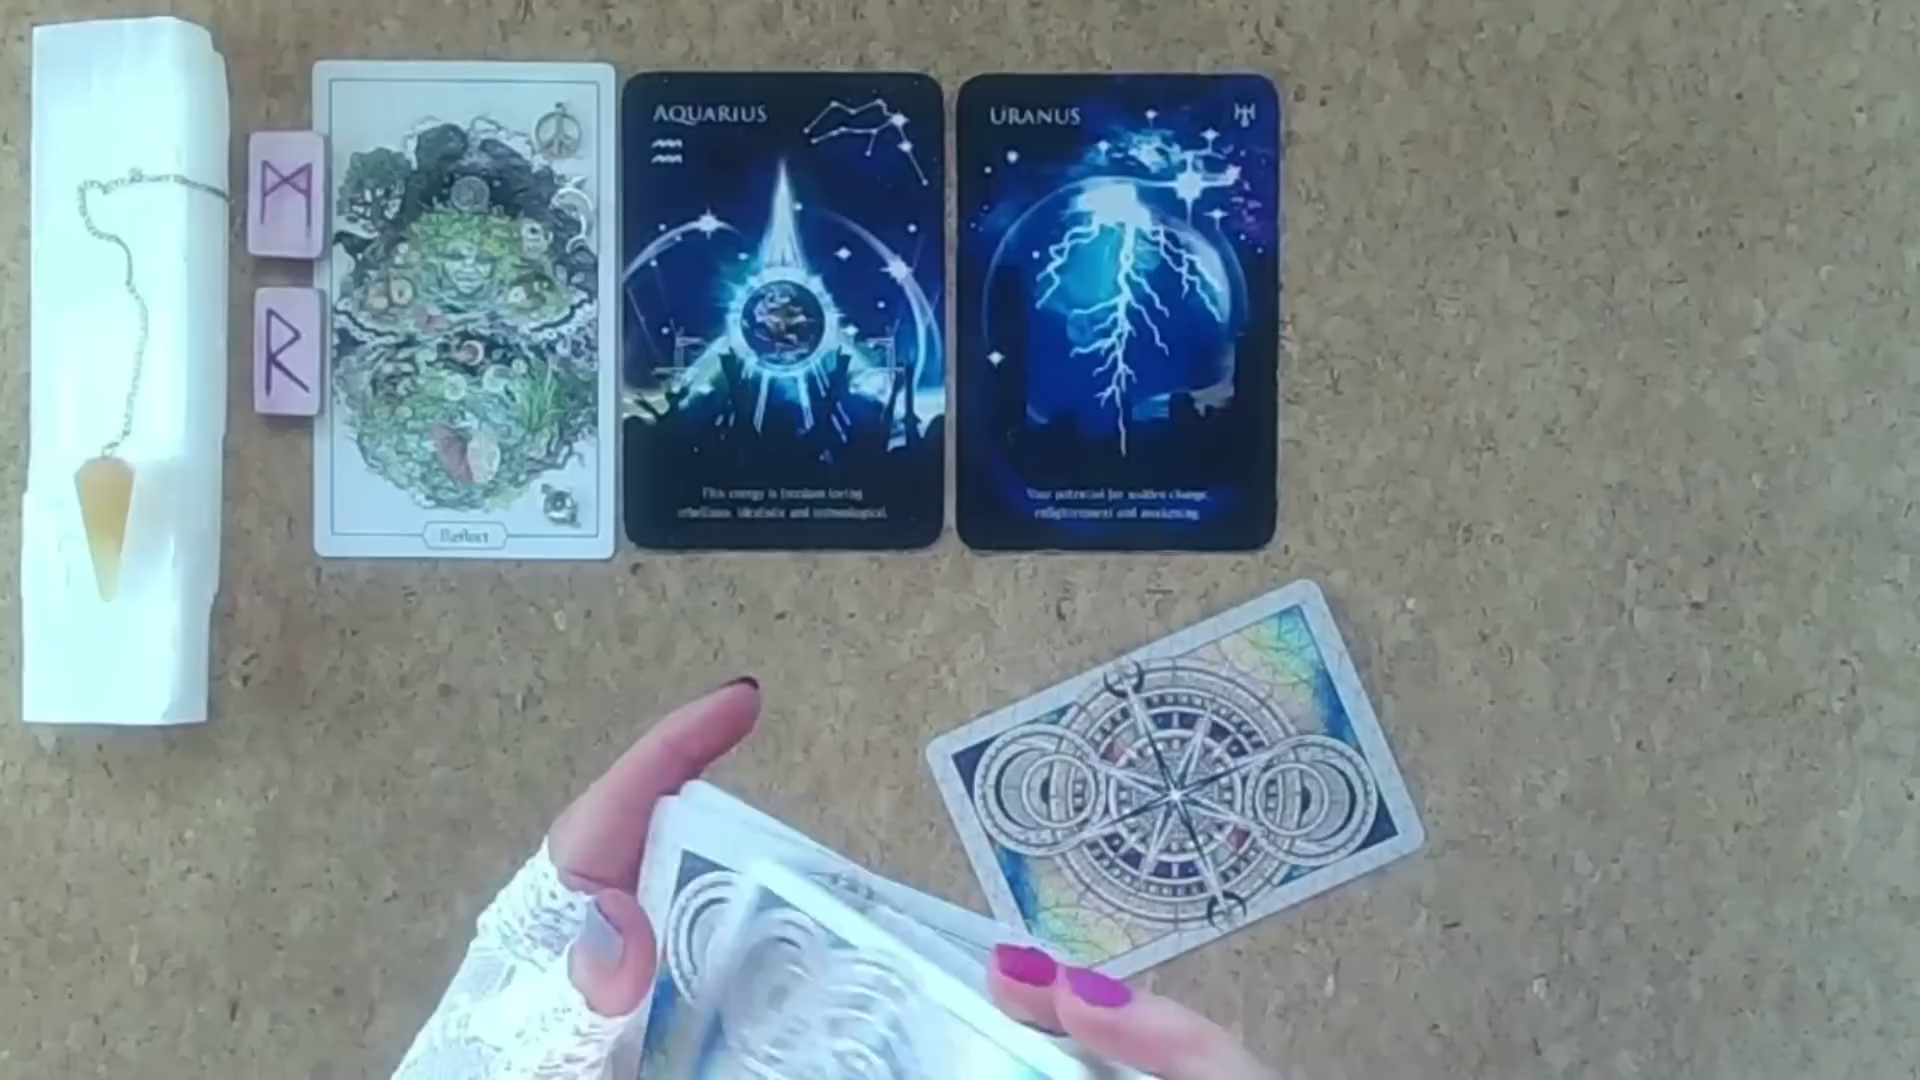 AQUARIUS
URANUS
This energy is freedom loving
rebellious, idealistic and technological.
Your potential for sudden change,
enlightenment and awakening.
Reflect